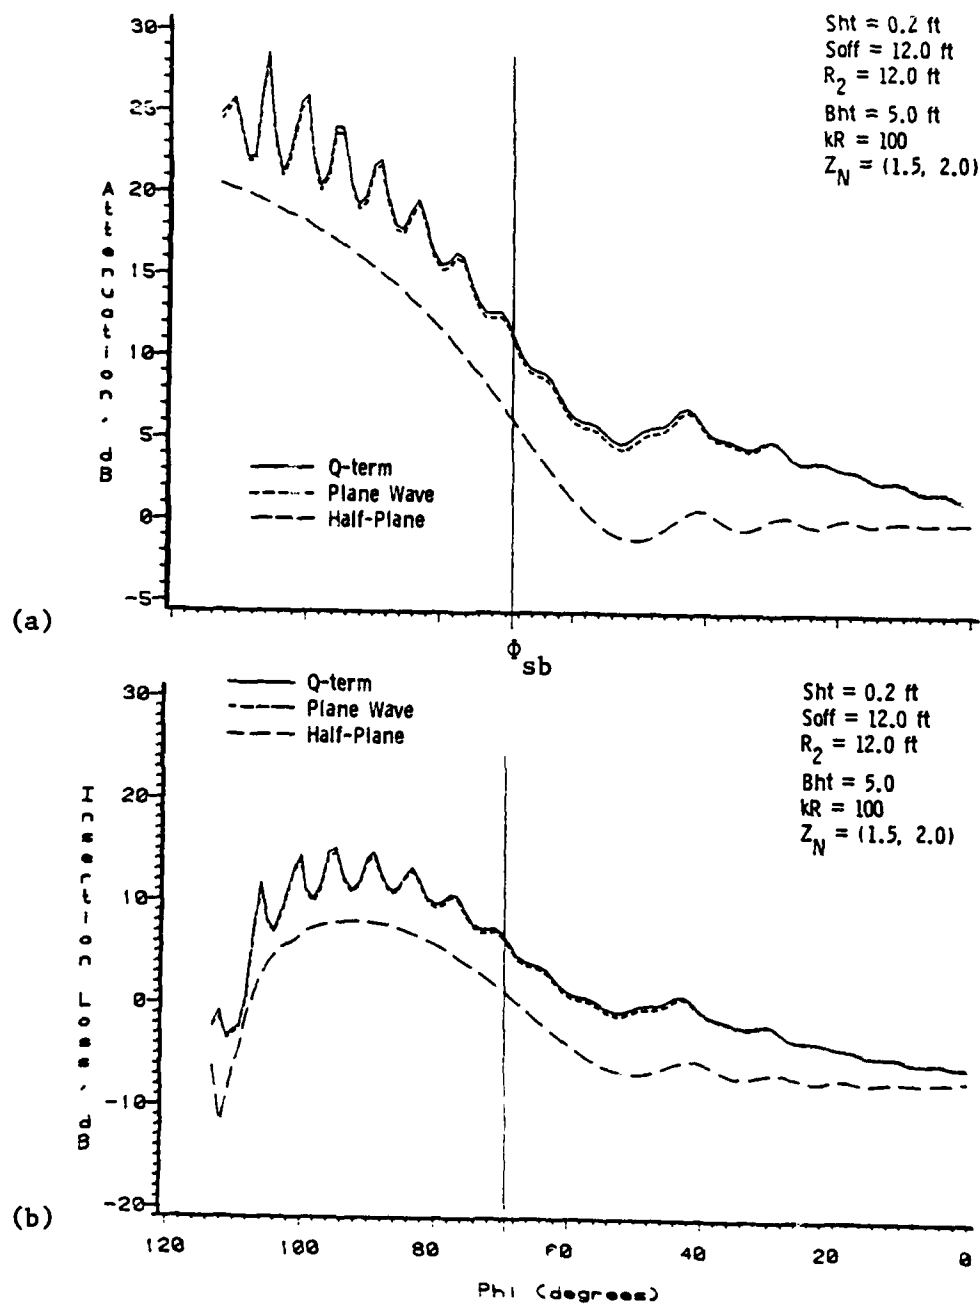 30
25
20
15
10
5
0
-5
Attenuation, dB
Sht = 0.2 ft
Soff = 12.0 ft
R2 = 12.0 ft
Bht = 5.0 ft
kR = 100
ZN = (1.5, 2.0)
Q-term
Plane Wave
Half-Plane
(a)
Φsb
Q-term
Plane Wave
Half-Plane
30
20
10
0
-10
-20
Insertion Loss, dB
Sht = 0.2 ft
Soff = 12.0 ft
R2 = 12.0 ft
Bht = 5.0
kR = 100
ZN = (1.5, 2.0)
(b)
120 100 80 60 40 20 0
Phi (degrees)